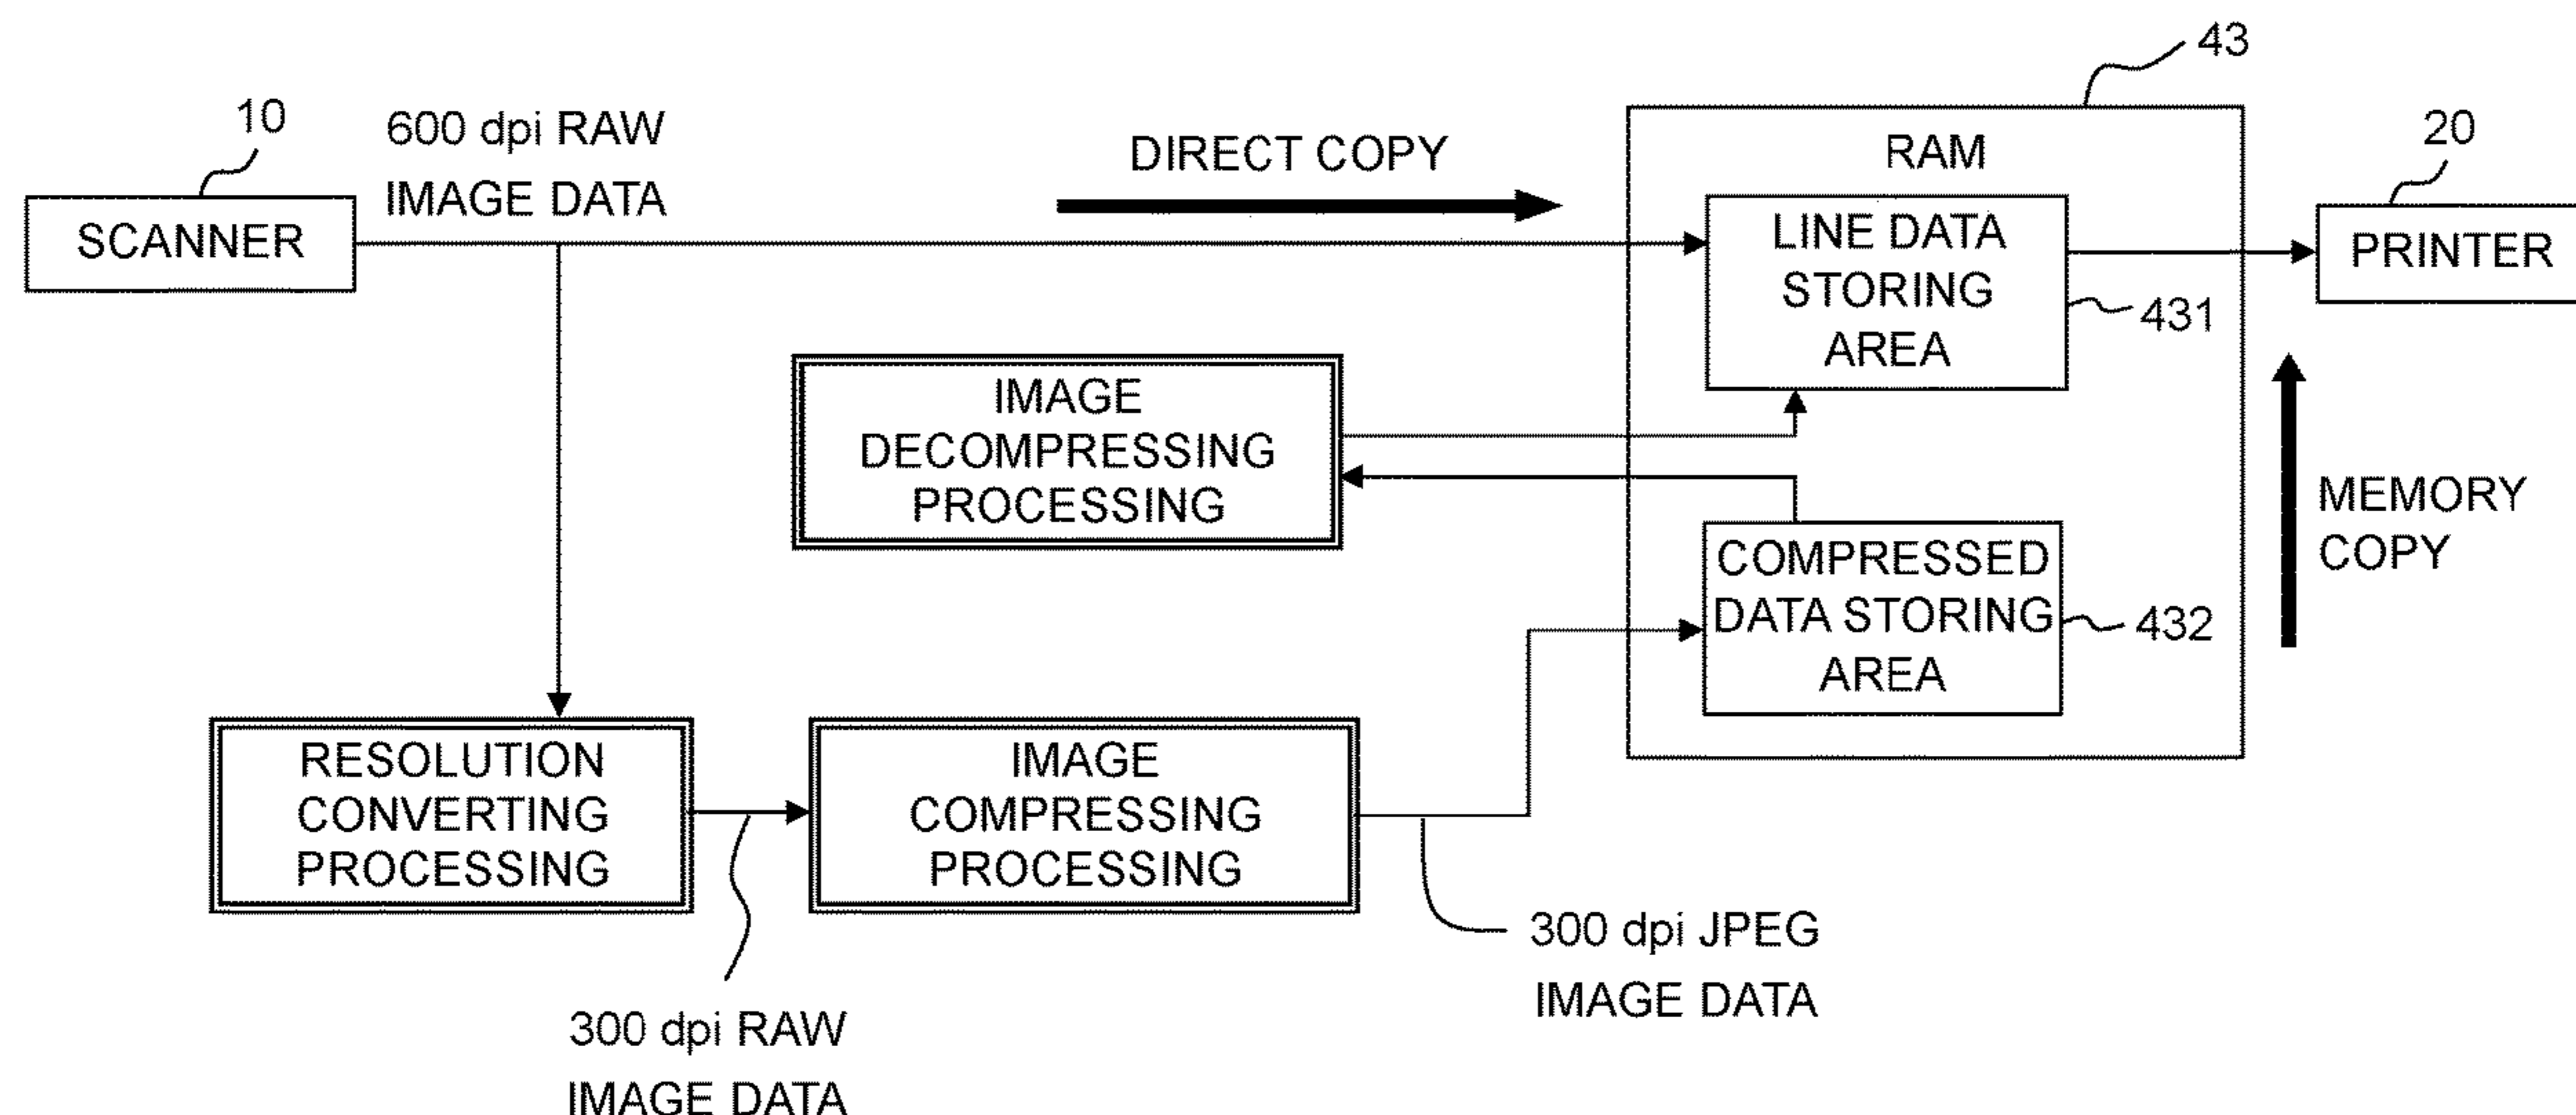 10
SCANNER
600 dpi RAW
IMAGE DATA
DIRECT COPY
43
RAM
LINE DATA
STORING
AREA
431
20
PRINTER
IMAGE
DECOMPRESSING
PROCESSING
MEMORY
COPY
COMPRESSED
DATA STORING
AREA
432
RESOLUTION
CONVERTING
PROCESSING
IMAGE
COMPRESSING
PROCESSING
300 dpi RAW
IMAGE DATA
300 dpi JPEG
IMAGE DATA